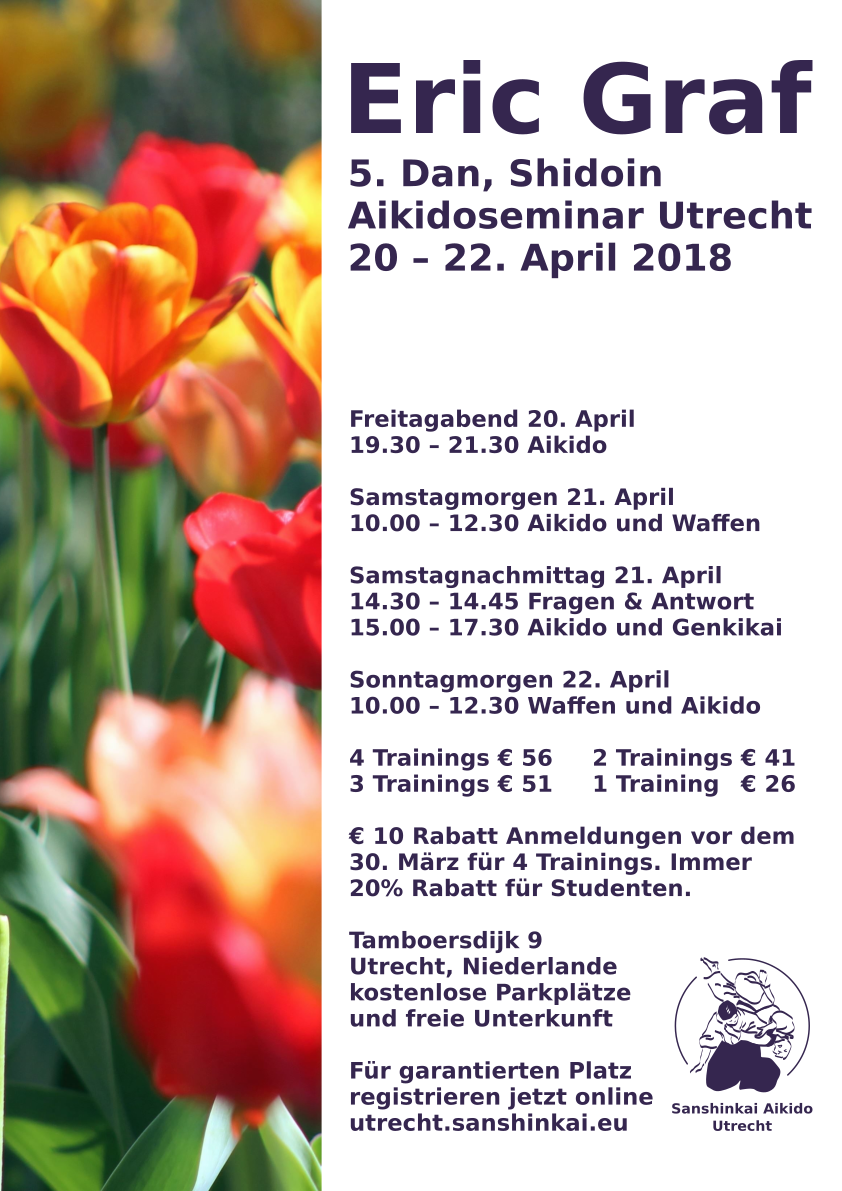 Eric Graf
5. Dan, Shidoin
Aikidoseminar Utrecht
20 – 22. April 2018
Freitagabend 20. April
19.30 – 21.30 Aikido
Samstagmorgen 21. April
10.00 – 12.30 Aikido und Waffen
Samstagnachmittag 21. April
14.30 – 14.45 Fragen & Antwort
15.00 – 17.30 Aikido und Genkikai
Sonntagmorgen 22. April
10.00 – 12.30 Waffen und Aikido
4 Trainings € 56 2 Trainings € 41
3 Trainings € 51 1 Training € 26
€ 10 Rabatt Anmeldungen vor dem
30. März für 4 Trainings. Immer
20% Rabatt für Studenten.
Tamboersdijk 9
Utrecht, Niederlande
kostenlose Parkplätze
und freie Unterkunft
Für garantierten Platz
registrieren jetzt online
utrecht.sanshinkai.eu
Sanshinkai Aikido
Utrecht